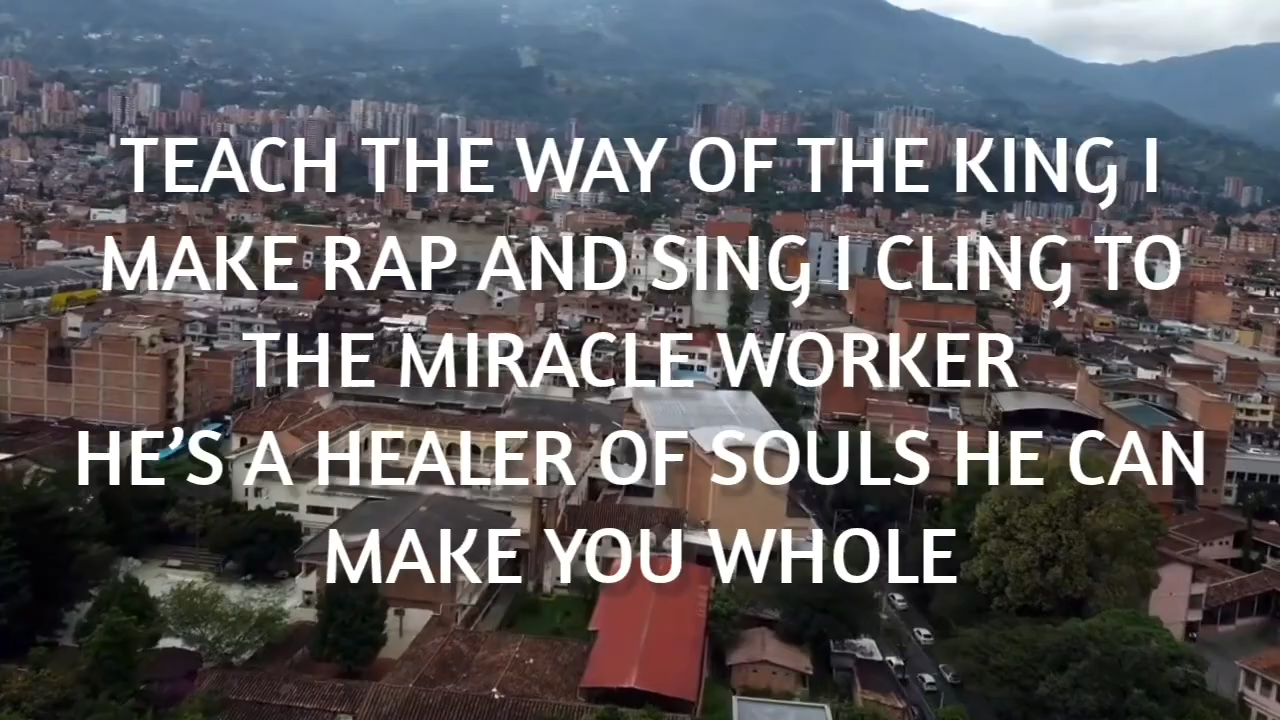 TEACH THE WAY OF THE KING I
MAKE RAP AND SING I CLING TO
THE MIRACLE WORKER
HE’S A HEALER OF SOULS HE CAN
MAKE YOU WHOLE